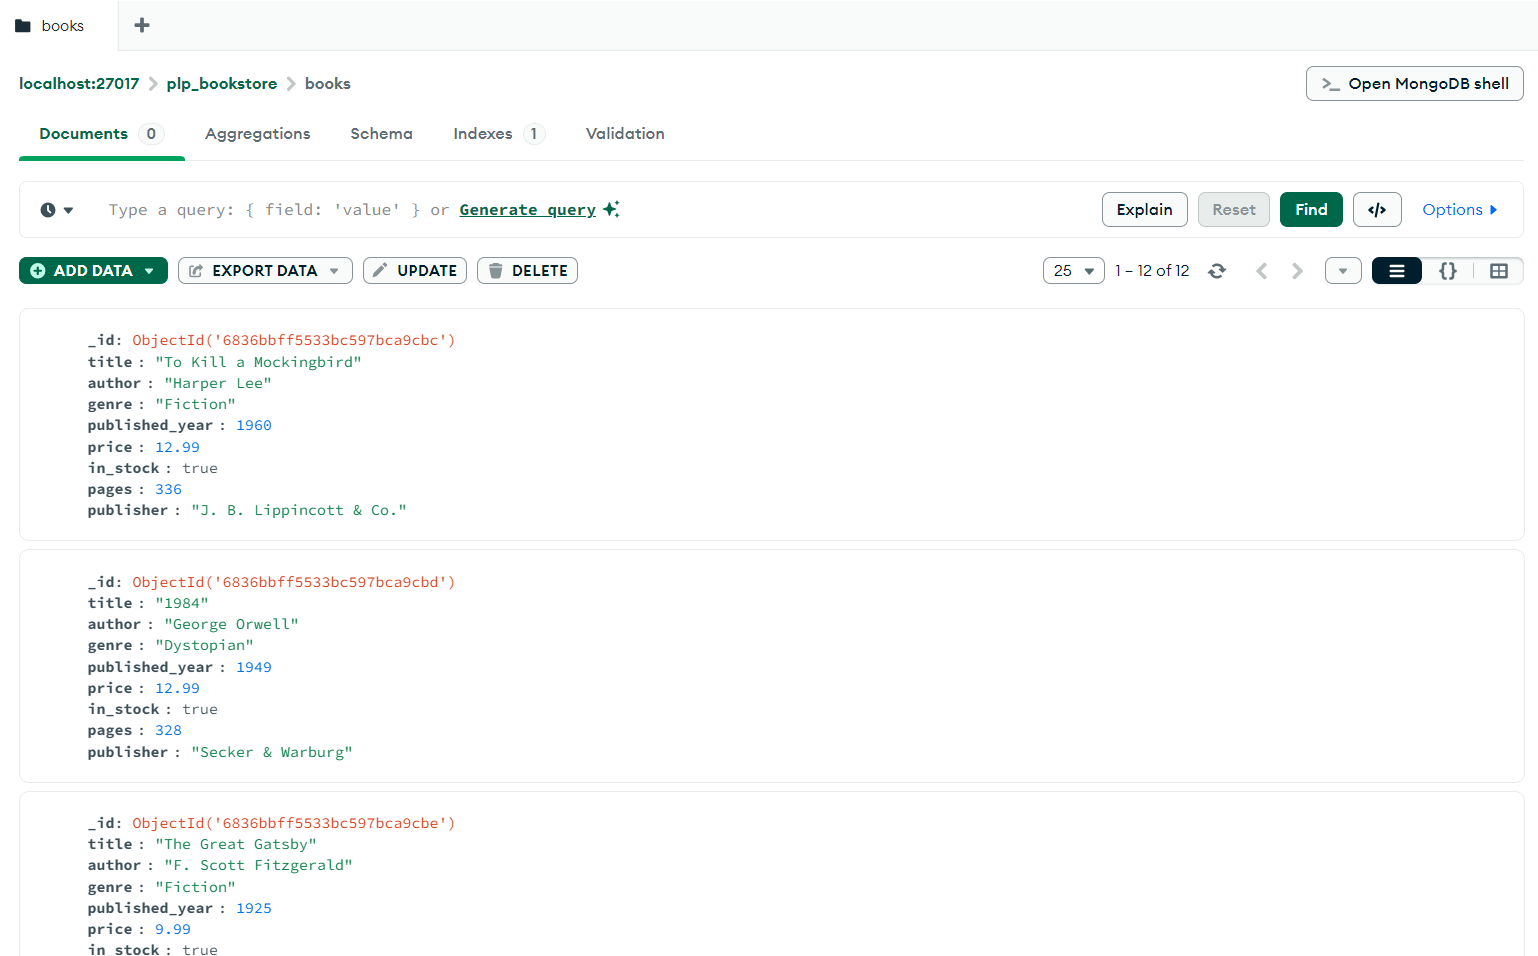 books
localhost:27017 plp_bookstore books
>_ Open MongoDB shell
Documents 0 Aggregations Schema Indexes 1 Validation
Type a query: { field: 'value' } or Generate query
Explain Reset Find </> Options
ADD DATA EXPORT DATA UPDATE DELETE
25 1 – 12 of 12 {}
_id: ObjectId('6836bbff5533bc597bca9cbc')
title : "To Kill a Mockingbird"
author : "Harper Lee"
genre : "Fiction"
published_year : 1960
price : 12.99
in_stock : true
pages : 336
publisher : "J. B. Lippincott & Co."
_id: ObjectId('6836bbff5533bc597bca9cbd')
title : "1984"
author : "George Orwell"
genre : "Dystopian"
published_year : 1949
price : 12.99
in_stock : true
pages : 328
publisher : "Secker & Warburg"
_id: ObjectId('6836bbff5533bc597bca9cbe')
title : "The Great Gatsby"
author : "F. Scott Fitzgerald"
genre : "Fiction"
published_year : 1925
price : 9.99
in_stock : true